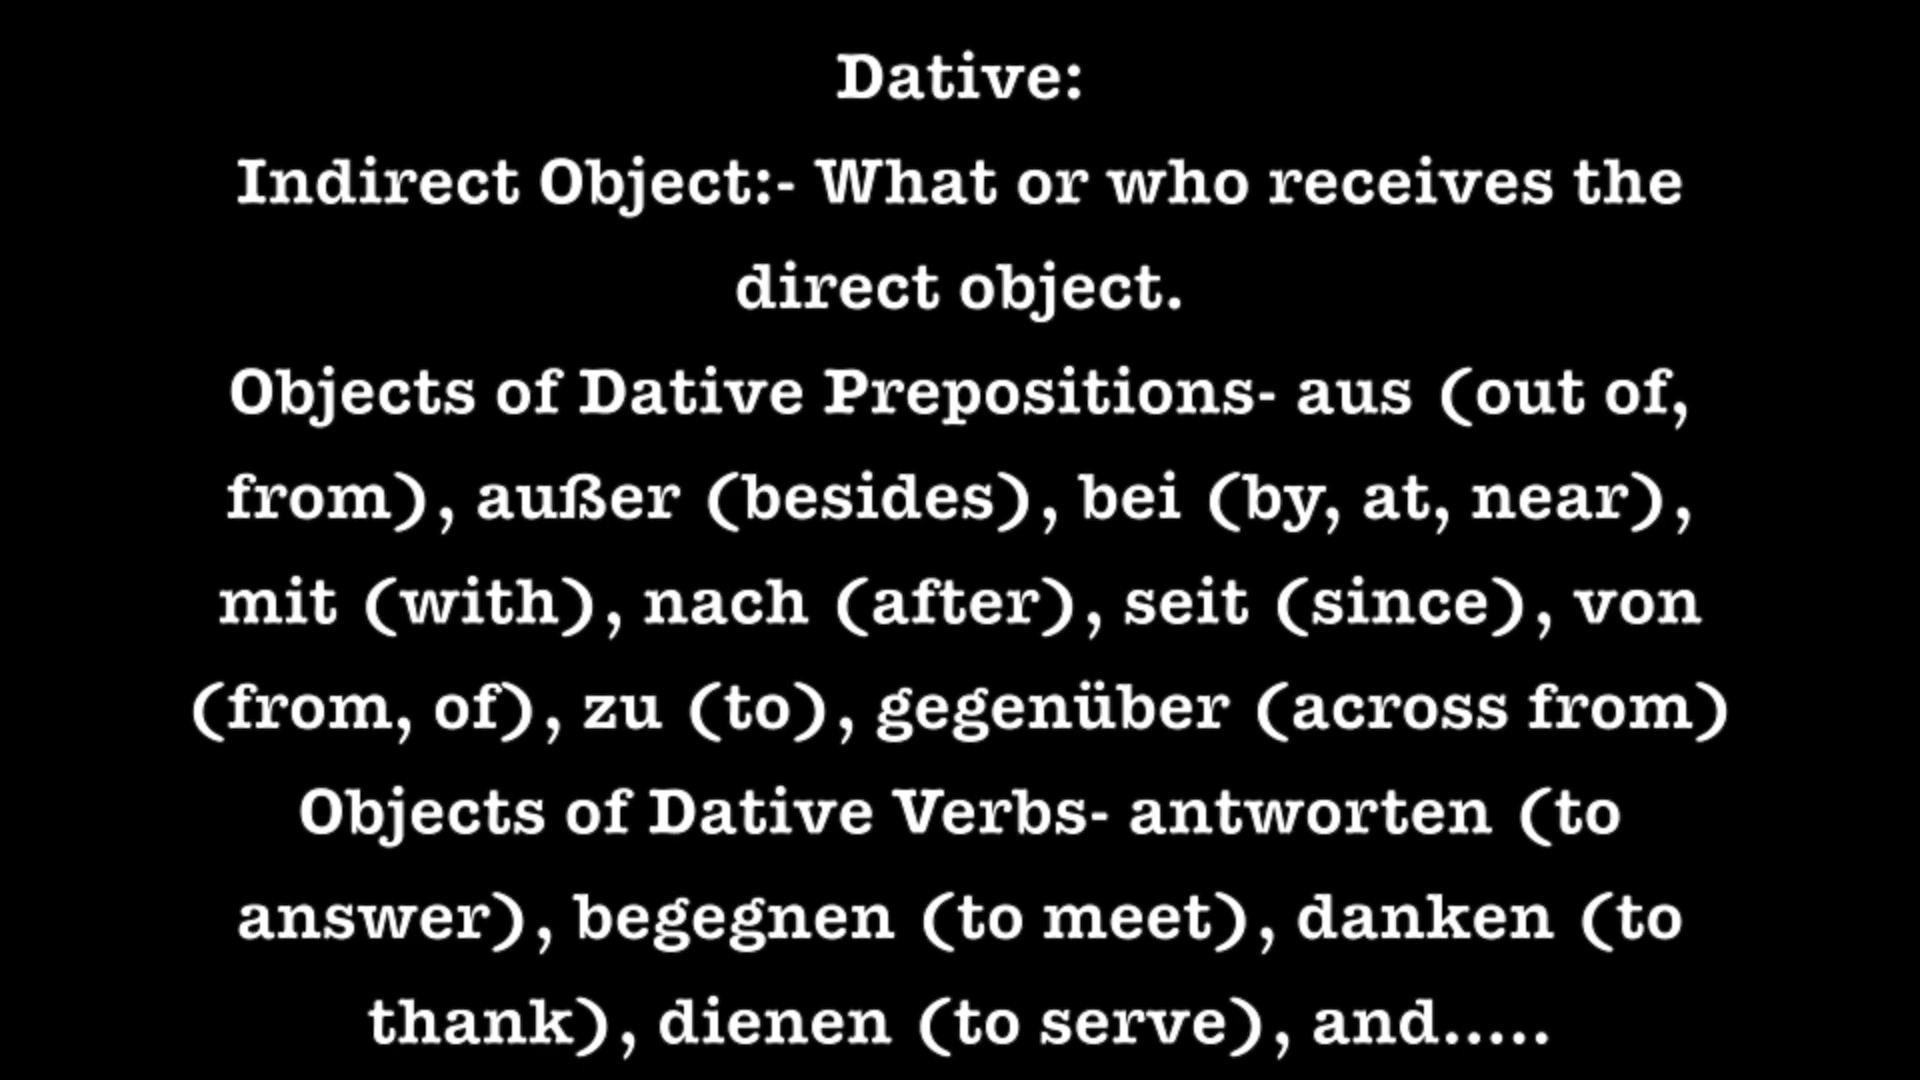 Dative:
Indirect Object:- What or who receives the
direct object.
Objects of Dative Prepositions- aus (out of,
from), außer (besides), bei (by, at, near),
mit (with), nach (after), seit (since), von
(from, of), zu (to), gegenüber (across from)
Objects of Dative Verbs- antworten (to
answer), begegnen (to meet), danken (to
thank), dienen (to serve), and.....